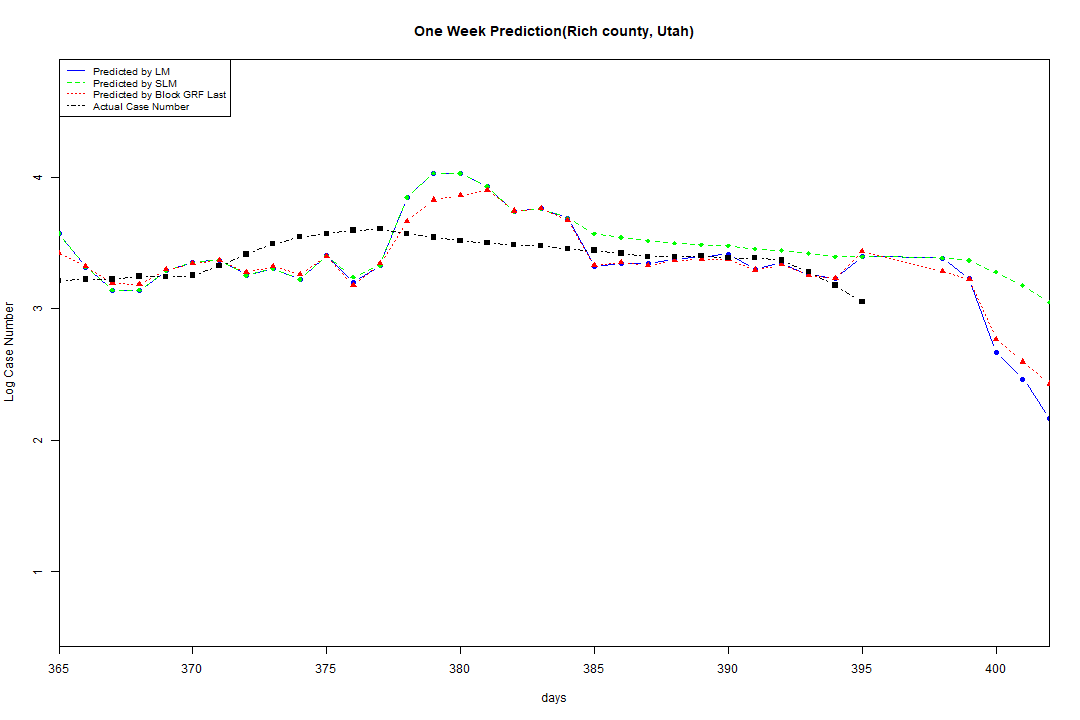 One Week Prediction(Rich county, Utah)
Predicted by LM
Predicted by SLM
Predicted by Block GRF Last
Actual Case Number
4
3
2
1
Log Case Number
365 370 375 380 385 390 395 400
days